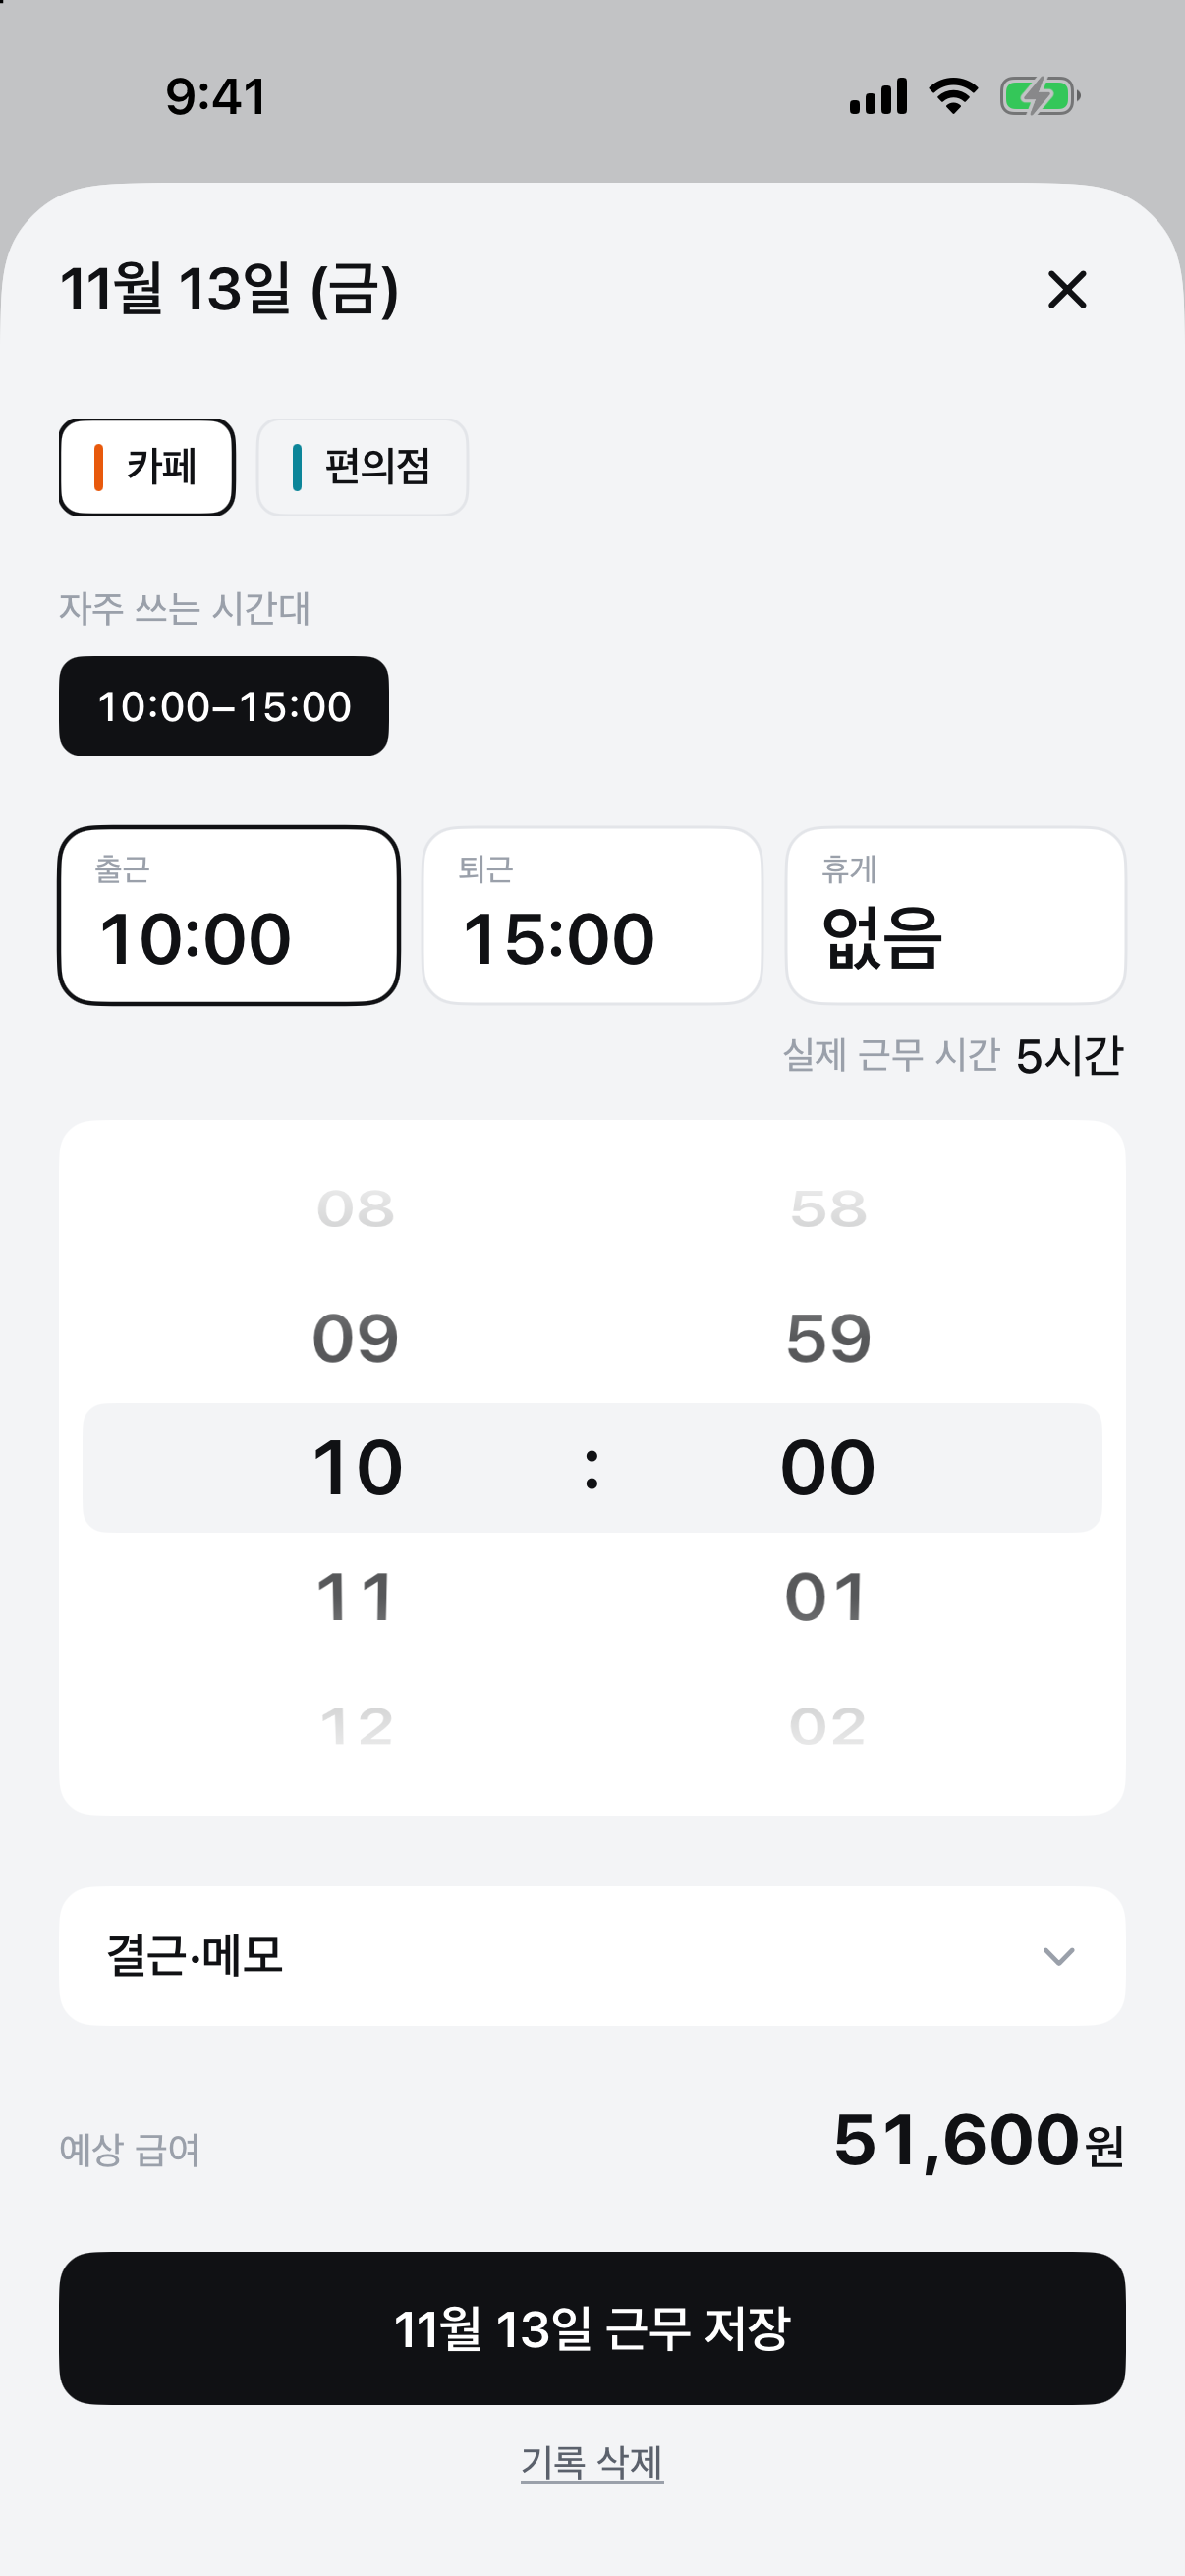 9:41
11월 13일 (금)
카페 편의점
자주 쓰는 시간대
10:00–15:00
출근 퇴근 휴게
10:00 15:00 없음
실제 근무 시간 5시간
08 58
09 59
10 : 00
11 01
12 02
결근·메모
예상 급여 51,600원
11월 13일 근무 저장
기록 삭제